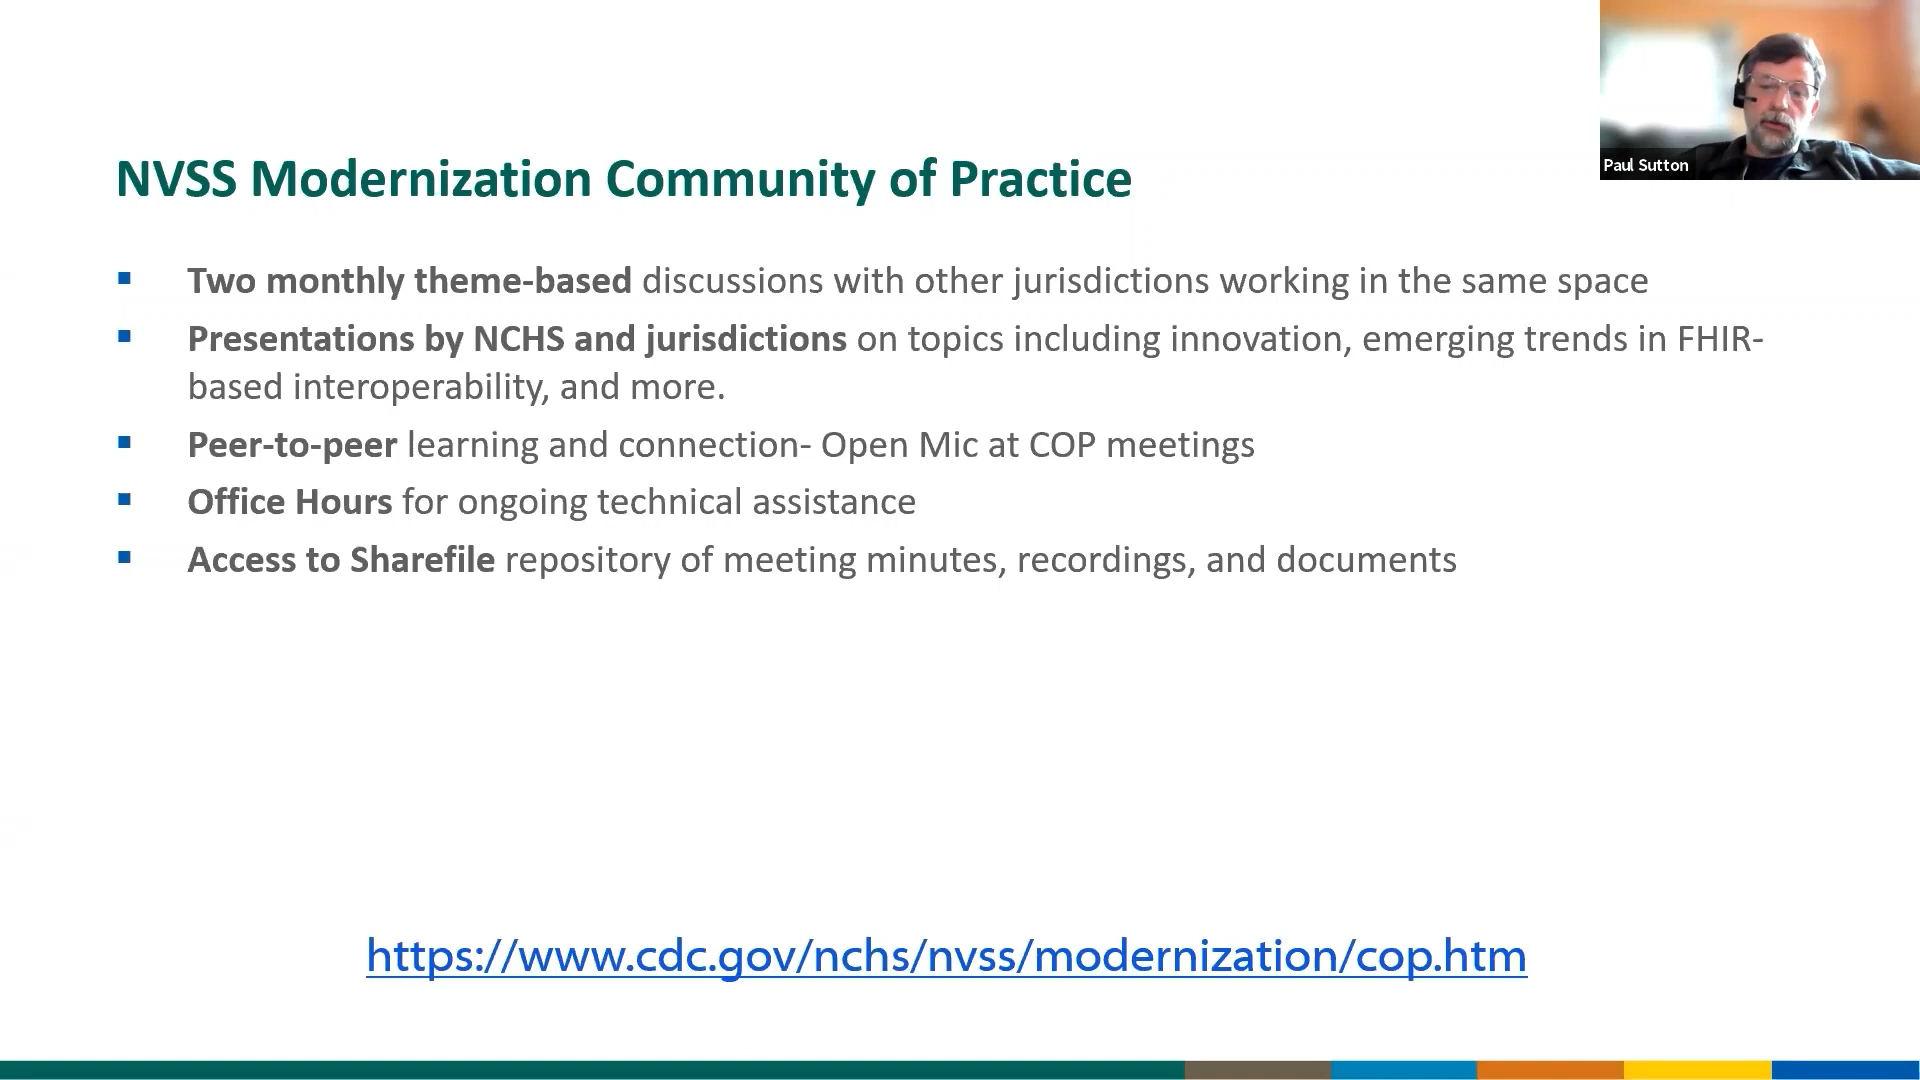 Paul Sutton
NVSS Modernization Community of Practice
Two monthly theme-based discussions with other jurisdictions working in the same space
Presentations by NCHS and jurisdictions on topics including innovation, emerging trends in FHIR-
based interoperability, and more.
Peer-to-peer learning and connection- Open Mic at COP meetings
Office Hours for ongoing technical assistance
Access to Sharefile repository of meeting minutes, recordings, and documents
https://www.cdc.gov/nchs/nvss/modernization/cop.htm